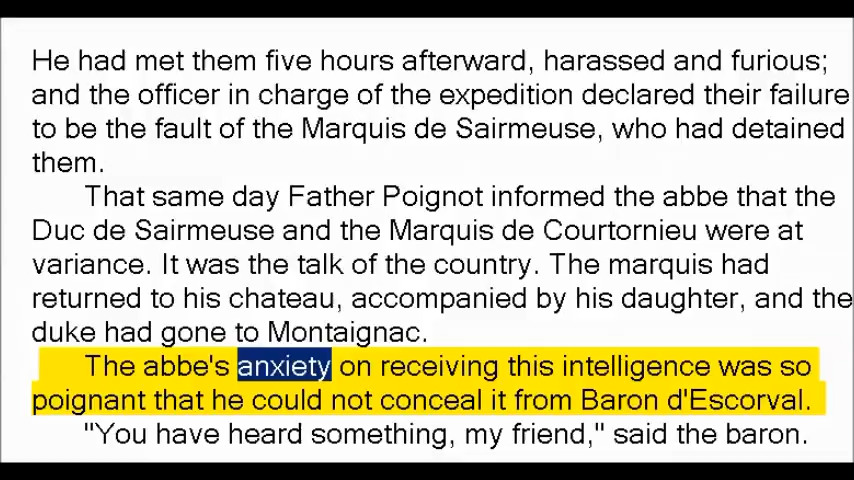 He had met them five hours afterward, harassed and furious;
and the officer in charge of the expedition declared their failure
to be the fault of the Marquis de Sairmeuse, who had detained
them.
That same day Father Poignot informed the abbe that the
Duc de Sairmeuse and the Marquis de Courtornieu were at
variance. It was the talk of the country. The marquis had
returned to his chateau, accompanied by his daughter, and the
duke had gone to Montaignac.
The abbe's anxiety on receiving this intelligence was so
poignant that he could not conceal it from Baron d'Escorval.
"You have heard something, my friend," said the baron.